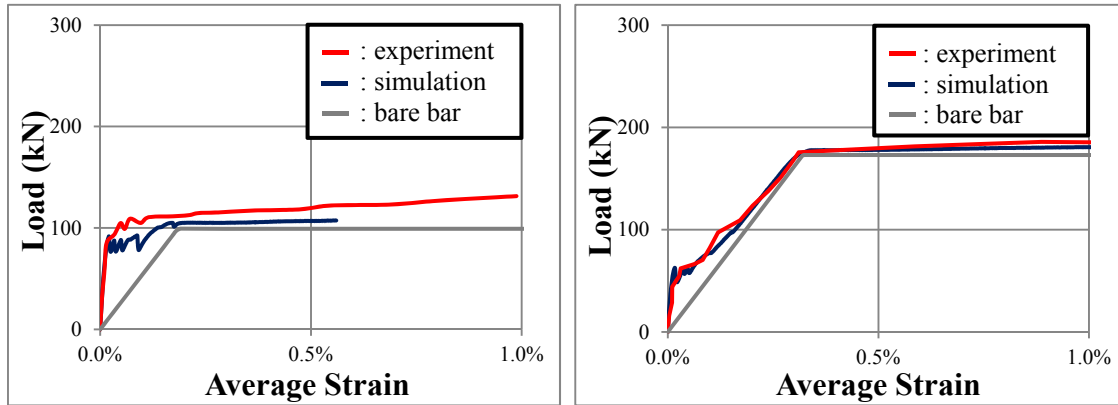 300
: experiment
: simulation
: bare bar
200
100
0
0.0%
0.5%
1.0%
Load (kN)
Average Strain
300
: experiment
: simulation
: bare bar
200
100
0
0.0%
0.5%
1.0%
Load (kN)
Average Strain